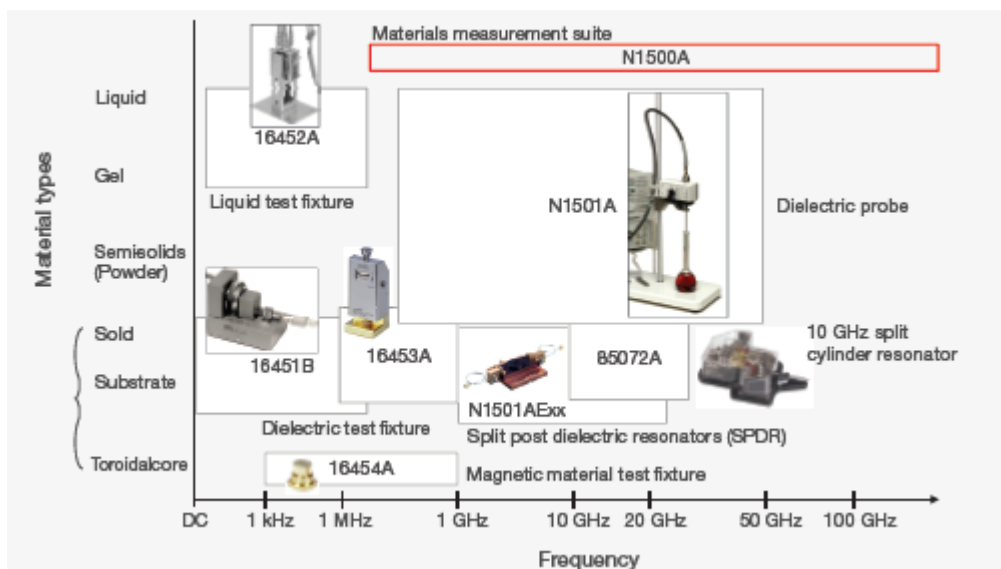 Materials measurement suite
N1500A
Liquid
16452A
Gel
Liquid test fixture
N1501A
Dielectric probe
Material types
Semisolids
(Powder)
Sold
16451B
16453A
85072A
10 GHz split
cylinder resonator
Substrate
N1501AExx
Dielectric test fixture
Split post dielectric resonators (SPDR)
Toroidalcore
16454A
Magnetic material test fixture
DC
1 kHz
1 MHz
1 GHz
10 GHz
20 GHz
50 GHz
100 GHz
Frequency